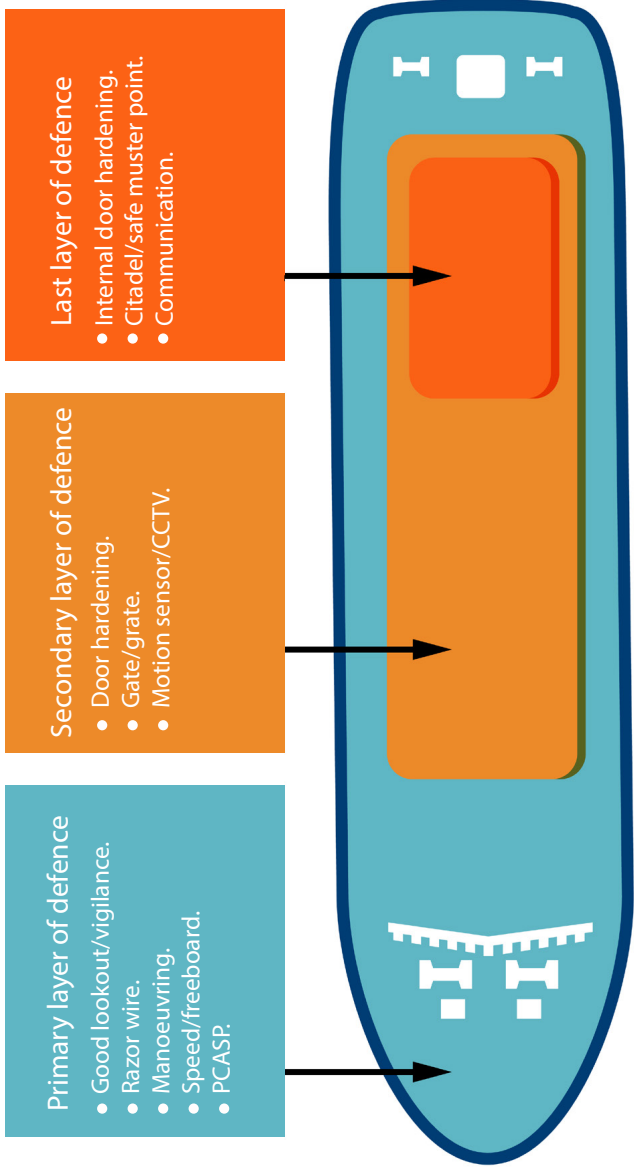 Primary layer of defence
● Good lookout/vigilance.
● Razor wire.
● Manoeuvring.
● Speed/freeboard.
● PCASP.
Secondary layer of defence
● Door hardening.
● Gate/grate.
● Motion sensor/CCTV.
Last layer of defence
● Internal door hardening.
● Citadel/safe muster point.
● Communication.